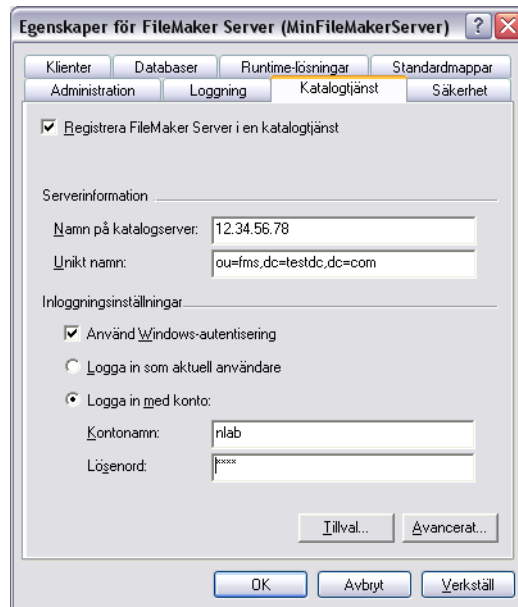 Egenskaper för FileMaker Server (MinFileMakerServer)
Klienter Databaser Runtime-lösningar Standardmappar
Administration Loggning Katalogtjänst Säkerhet
Registrera FileMaker Server i en katalogtjänst
Serverinformation
Namn på katalogserver: 12.34.56.78
Unikt namn: ou=fms,dc=testdc,dc=com
Inloggningsinställningar
Använd Windows-autentisering
Logga in som aktuell användare
Logga in med konto:
Kontonamn: nlab
Lösenord: ****
Tillval... Avancerat...
OK Avbryt Verkställ